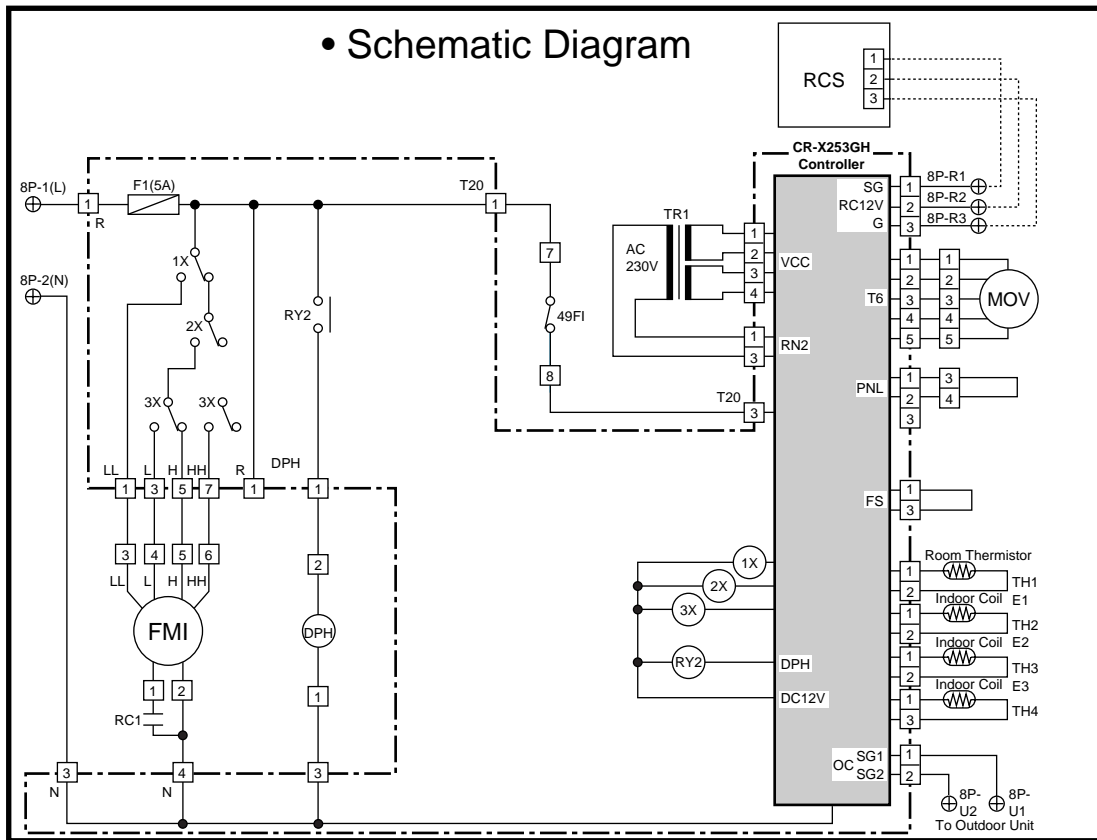 • Schematic Diagram
RCS
1
2
3
CR-X253GH
Controller
8P-1(L)
1
R
F1(5A)
T20
1
8P-2(N)
1X
2X
3X
3X
RY2
7
49FI
8
T20
3
AC
230V
TR1
1
2
3
4
VCC
1
3
RN2
SG
RC12V
G
1
2
3
8P-R1
8P-R2
8P-R3
T6
1
2
3
4
5
1
2
3
4
5
MOV
PNL
1
2
3
3
4
FS
1
3
LL
L
H
HH
R
DPH
1
3
5
7
1
1
3
4
5
6
LL
L
H
HH
FMI
1
2
RC1
2
DPH
1
3
N
4
N
3
1X
2X
3X
RY2
DPH
DC12V
Room Thermistor
1
2
TH1
Indoor Coil E1
1
2
TH2
Indoor Coil E2
1
2
TH3
Indoor Coil E3
1
3
TH4
OC
SG1
SG2
1
2
8P-
U2
8P-
U1
To Outdoor Unit